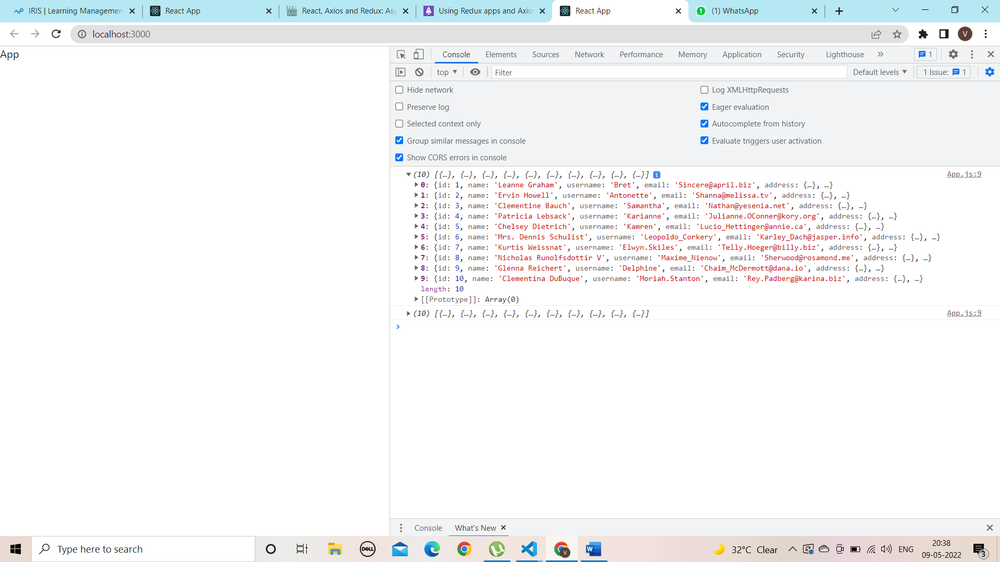 IRIS | Learning Managemen
React App
React, Axios and Redux: Asy
Using Redux apps and Axio
React App
(1) WhatsApp
localhost:3000
V
App
Console Elements Sources Network Performance Memory Application Security Lighthouse » 1
top Filter Default levels 1 Issue: 1
Hide network
Log XMLHttpRequests
Preserve log
Eager evaluation
Selected context only
Autocomplete from history
Group similar messages in console
Evaluate triggers user activation
Show CORS errors in console
(10) [{…}, {…}, {…}, {…}, {…}, {…}, {…}, {…}, {…}, {…}] i App.js:9
0: {id: 1, name: 'Leanne Graham', username: 'Bret', email: 'Sincere@april.biz', address: {…}, …}
1: {id: 2, name: 'Ervin Howell', username: 'Antonette', email: 'Shanna@melissa.tv', address: {…}, …}
2: {id: 3, name: 'Clementine Bauch', username: 'Samantha', email: 'Nathan@yesenia.net', address: {…}, …}
3: {id: 4, name: 'Patricia Lebsack', username: 'Karianne', email: 'Julianne.OConner@kory.org', address: {…}, …}
4: {id: 5, name: 'Chelsey Dietrich', username: 'Kamren', email: 'Lucio_Hettinger@annie.ca', address: {…}, …}
5: {id: 6, name: 'Mrs. Dennis Schulist', username: 'Leopoldo_Corkery', email: 'Karley_Dach@jasper.info', address: {…}, …}
6: {id: 7, name: 'Kurtis Weissnat', username: 'Elwyn.Skiles', email: 'Telly.Hoeger@billy.biz', address: {…}, …}
7: {id: 8, name: 'Nicholas Runolfsdottir V', username: 'Maxime_Nienow', email: 'Sherwood@rosamond.me', address: {…}, …}
8: {id: 9, name: 'Glenna Reichert', username: 'Delphine', email: 'Chaim_McDermott@dana.io', address: {…}, …}
9: {id: 10, name: 'Clementina DuBuque', username: 'Moriah.Stanton', email: 'Rey.Padberg@karina.biz', address: {…}, …}
length: 10
[[Prototype]]: Array(0)
(10) [{…}, {…}, {…}, {…}, {…}, {…}, {…}, {…}, {…}, {…}] App.js:9
Console What's New
Type here to search
DELL
V
W
32°C Clear
ENG
20:38
09-05-2022
3